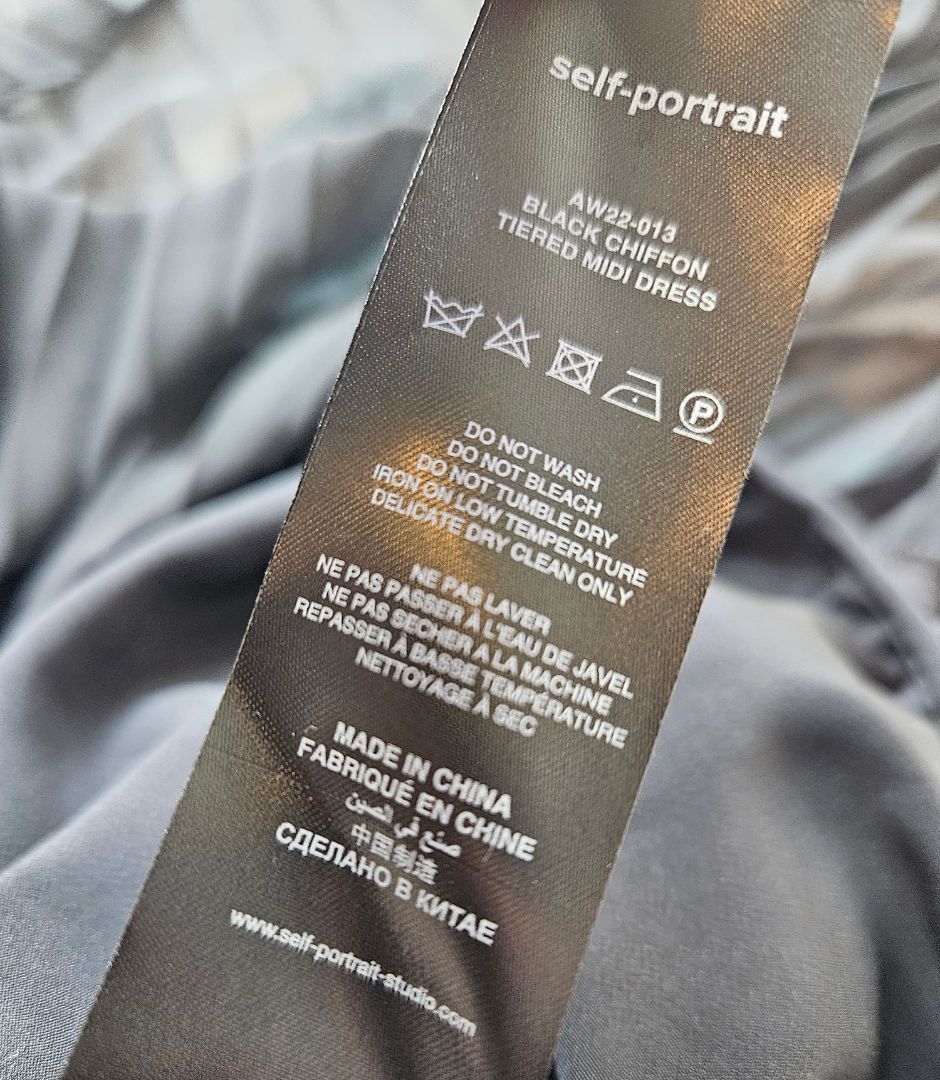 self-portrait
AW22-013
BLACK CHIFFON
TIERED MIDI DRESS
P
DO NOT WASH
DO NOT BLEACH
DO NOT TUMBLE DRY
IRON ON LOW TEMPERATURE
DELICATE DRY CLEAN ONLY
NE PAS LAVER
NE PAS PASSER À L'EAU DE JAVEL
NE PAS SECHER A LA MACHINE
REPASSER À BASSE TEMPÉRATURE
NETTOYAGE À SEC
MADE IN CHINA
FABRIQUÉ EN CHINE
صنع في الصين
中国制造
СДЕЛАНО В КИТАЕ
www.self-portrait-studio.com